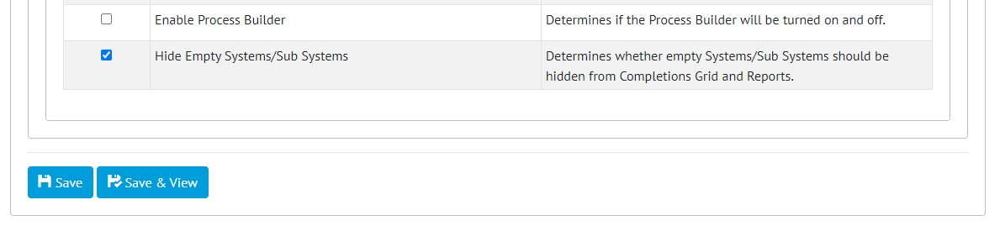 Enable Process Builder
Determines if the Process Builder will be turned on and off.
Hide Empty Systems/Sub Systems
Determines whether empty Systems/Sub Systems should be
hidden from Completions Grid and Reports.
Save
Save & View